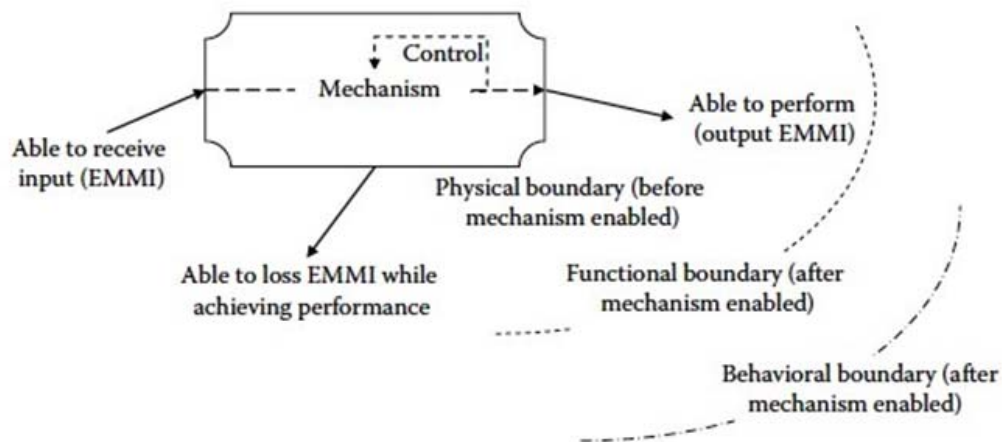 Control
Mechanism
Able to perform
(output EMMI)
Able to receive
input (EMMI)
Physical boundary (before
mechanism enabled)
Able to loss EMMI while
achieving performance
Functional boundary (after
mechanism enabled)
Behavioral boundary (after
mechanism enabled)